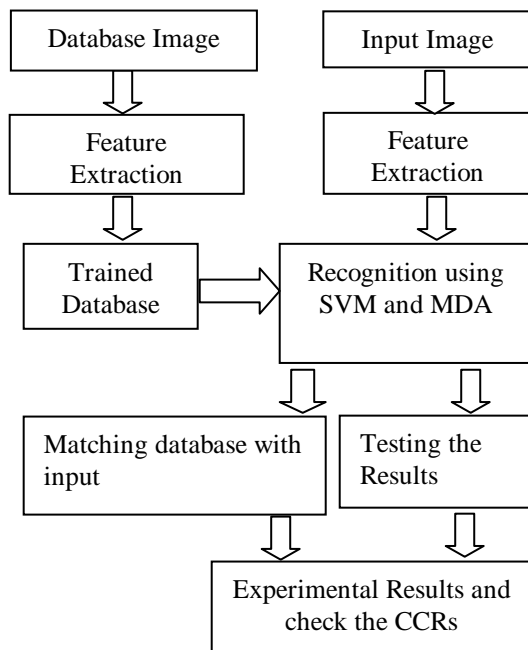 Database Image
Input Image
Feature
Extraction
Feature
Extraction
Trained
Database
Recognition using
SVM and MDA
Matching database with
input
Testing the
Results
Experimental Results and
check the CCRs